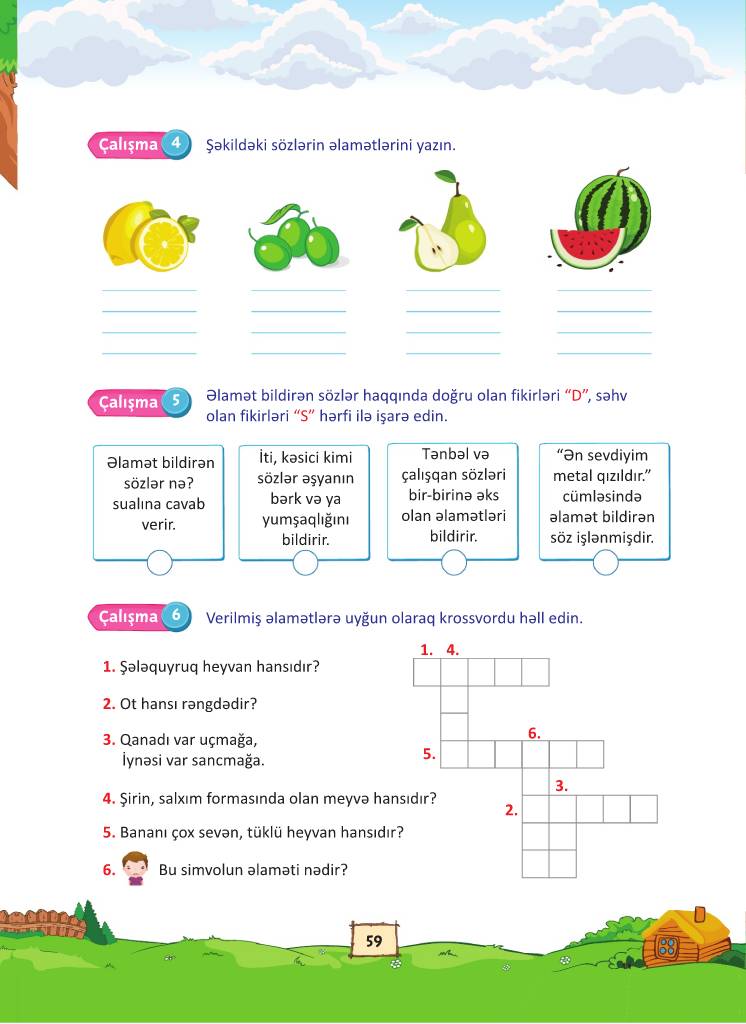 Çalışma 4 Şəkildəki sözlərin əlamətlərini yazın.
Çalışma 5 Əlamət bildirən sözlər haqqında doğru olan fikirləri “D”, səhv
olan fikirləri “S” hərfi ilə işarə edin.
Əlamət bildirən
sözlər nə?
sualına cavab
verir.
İti, kəsici kimi
sözlər əşyanın
bərk və ya
yumşaqlığını
bildirir.
Tənbəl və
çalışqan sözləri
bir-birinə əks
olan əlamətləri
bildirir.
“Ən sevdiyim
metal qızıldır.”
cümləsində
əlamət bildirən
söz işlənmişdir.
Çalışma 6 Verilmiş əlamətlərə uyğun olaraq krossvordu həll edin.
1. Şələquyruq heyvan hansıdır?
2. Ot hansı rəngdədir?
3. Qanadı var uçmağa,
İynəsi var sancmağa.
4. Şirin, salxım formasında olan meyvə hansıdır?
5. Bananı çox sevən, tüklü heyvan hansıdır?
6. Bu simvolun əlaməti nədir?
1. 4.
6.
5.
3.
2.
59